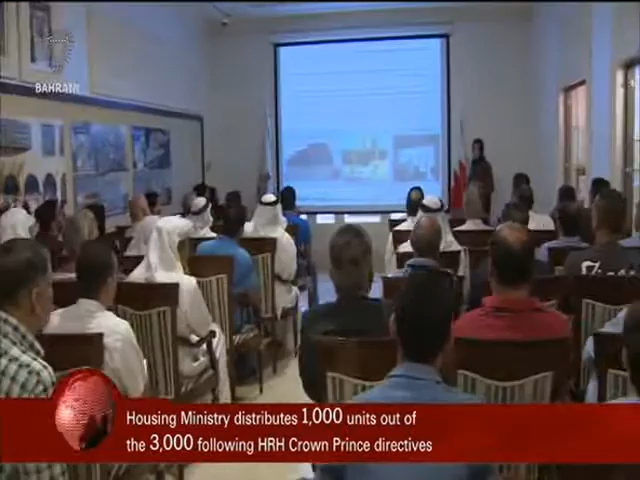 BAHRAIN
Housing Ministry distributes 1,000 units out of
the 3,000 following HRH Crown Prince directives